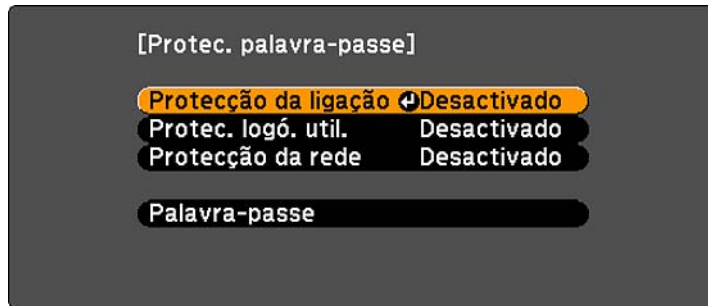 [Protec. palavra-passe]
Protecção da ligação Desactivado
Protec. logó. util. Desactivado
Protecção da rede Desactivado
Palavra-passe